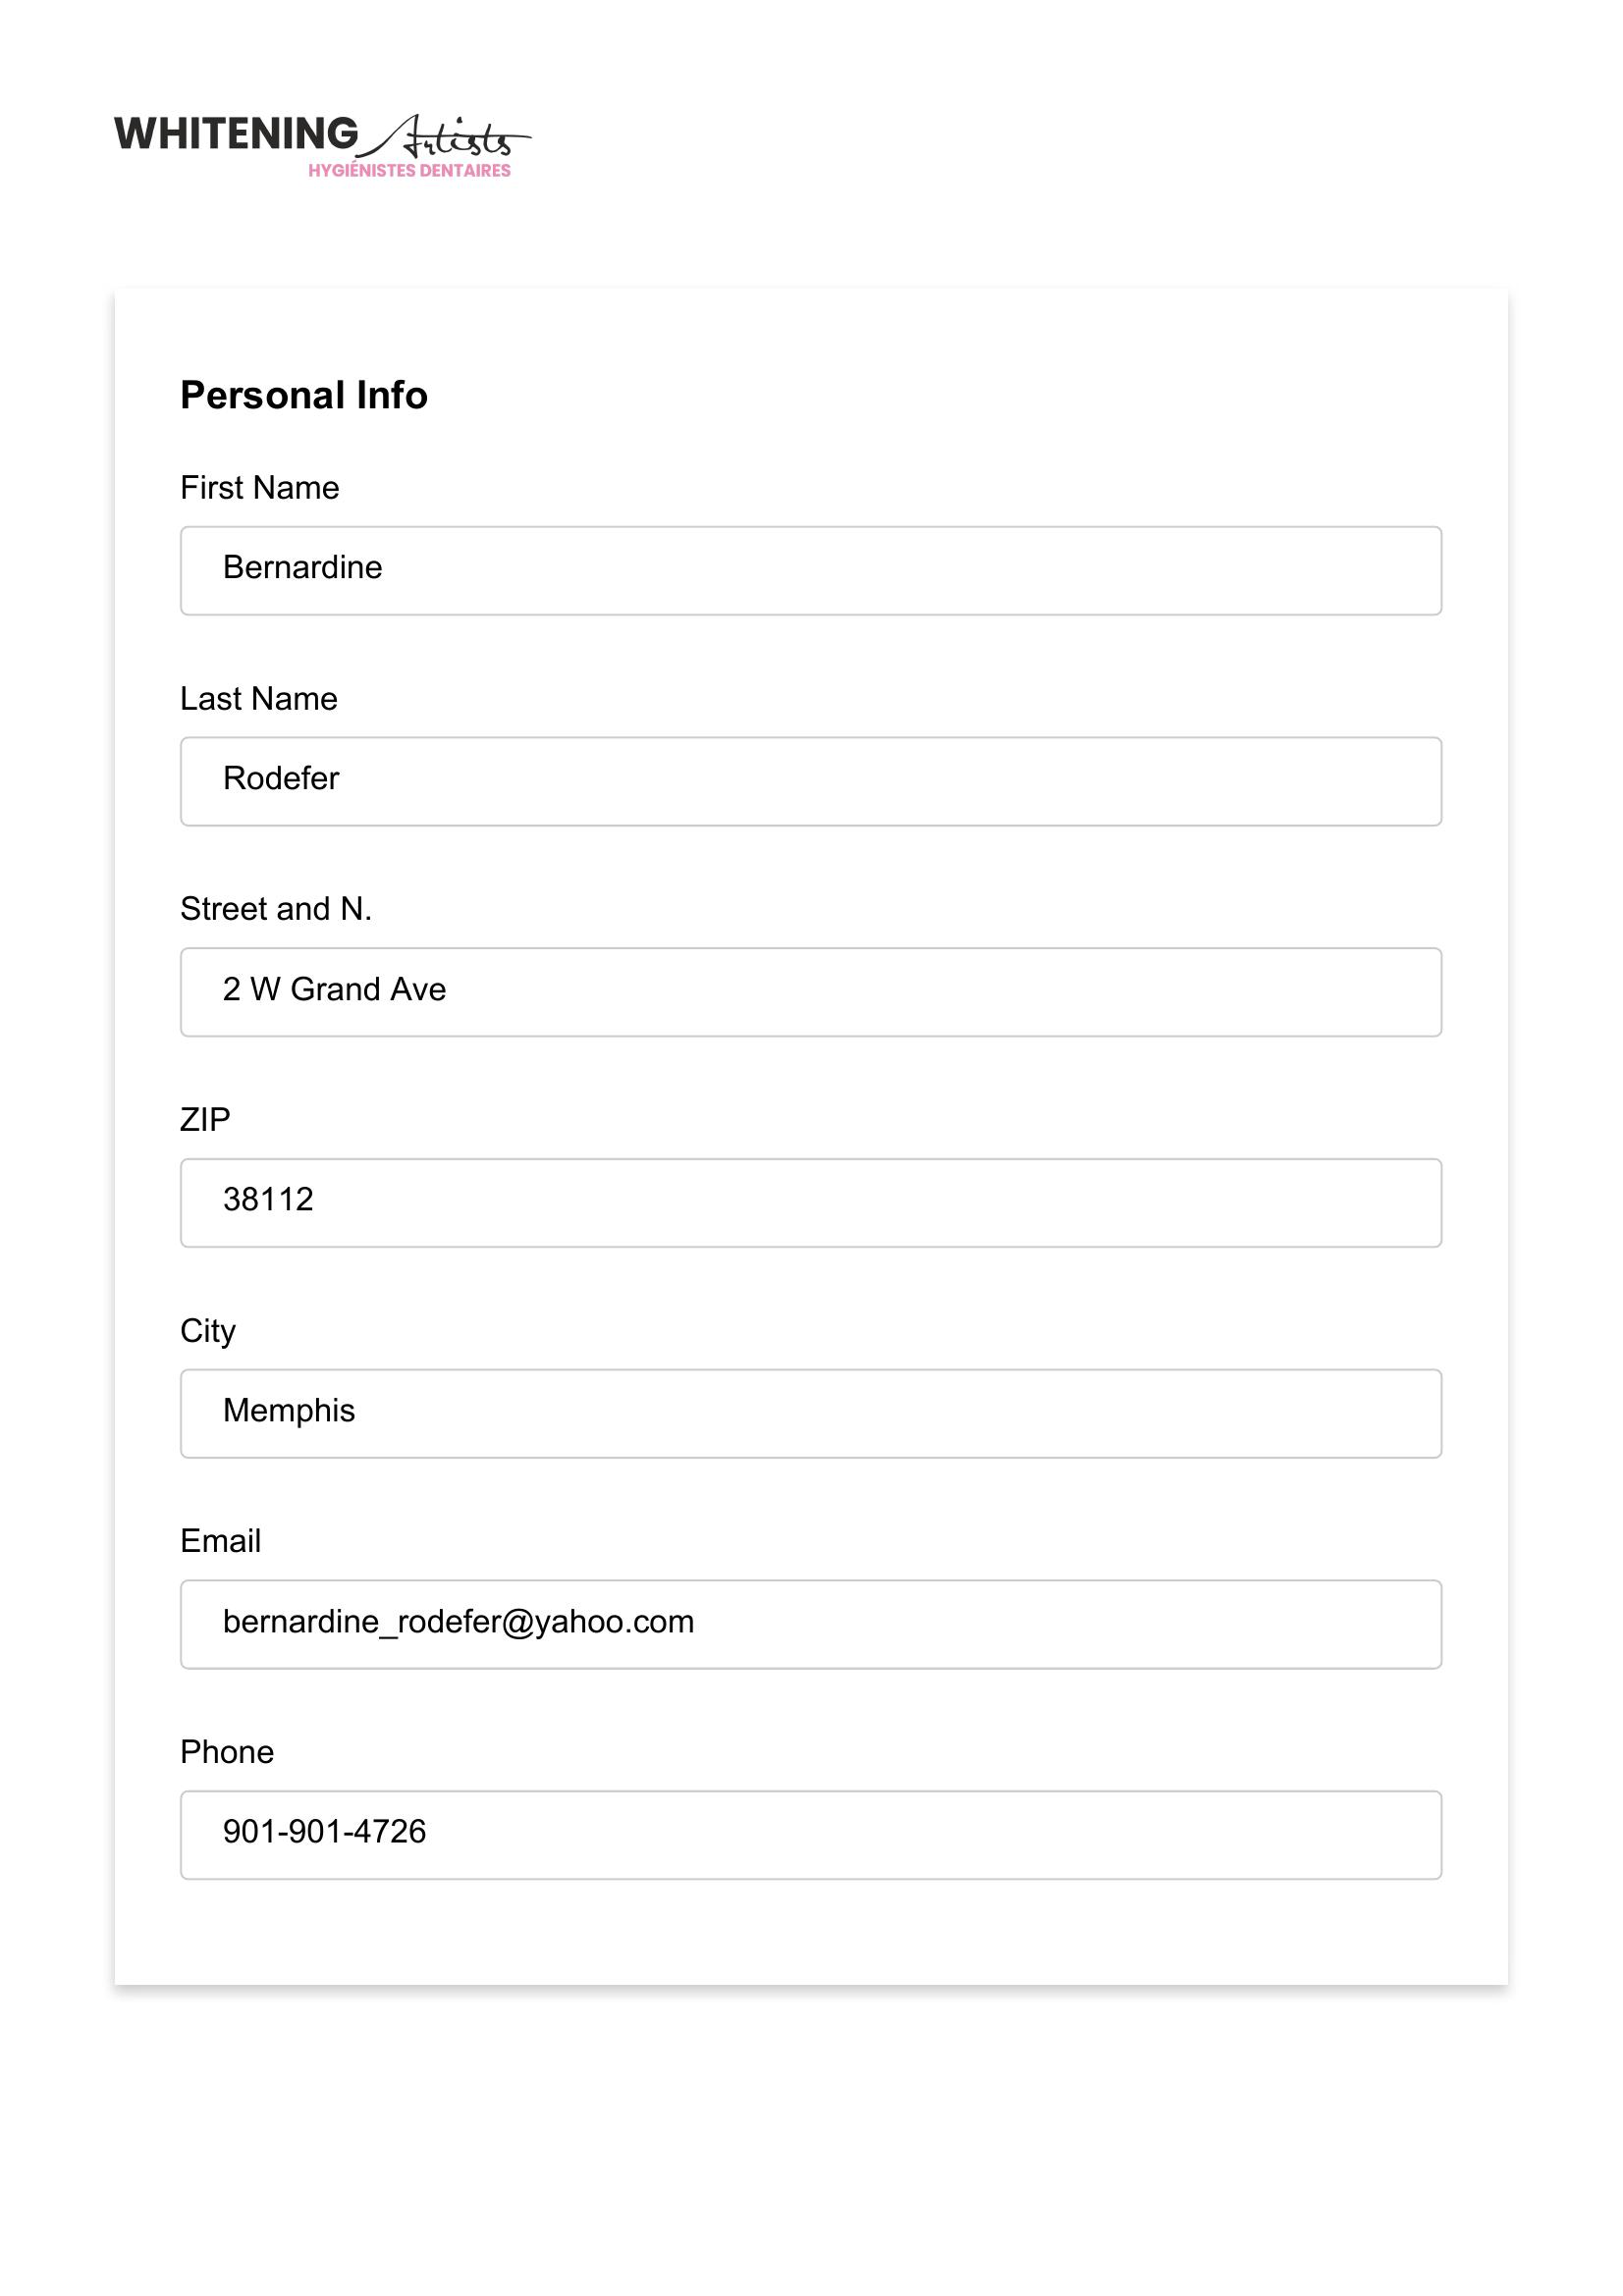 WHITENING Artists
HYGIÉNISTES DENTAIRES
Personal Info
First Name
Bernardine
Last Name
Rodefer
Street and N.
2 W Grand Ave
ZIP
38112
City
Memphis
Email
bernardine_rodefer@yahoo.com
Phone
901-901-4726